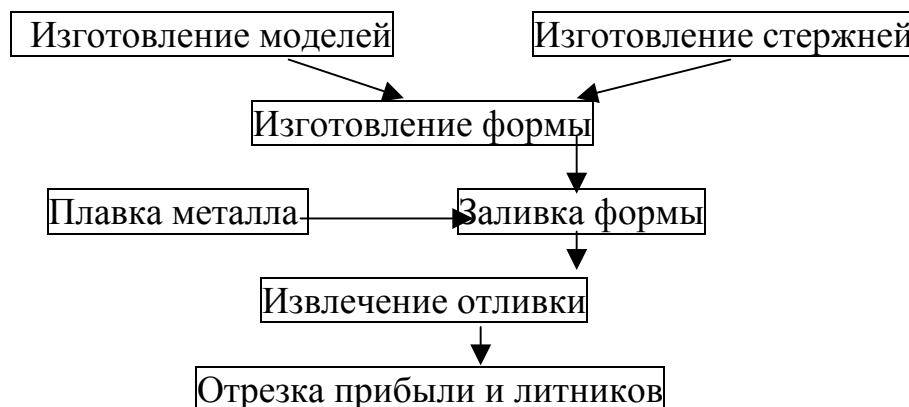 Изготовление моделей
Изготовление стержней
Изготовление формы
Плавка металла
Заливка формы
Извлечение отливки
Отрезка прибыли и литников